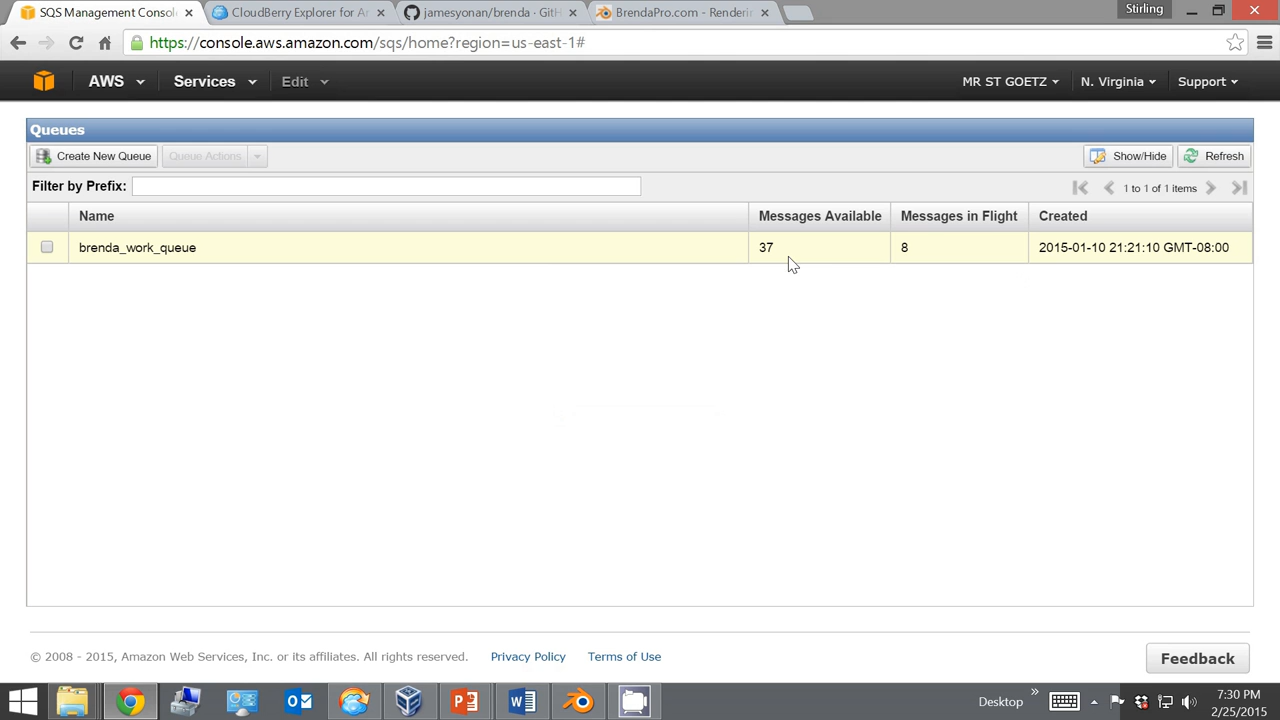 SQS Management Consol
CloudBerry Explorer for Ar
jamesyonan/brenda · GitH
BrendaPro.com - Renderin
Stirling
https://console.aws.amazon.com/sqs/home?region=us-east-1#
AWS Services Edit MR ST GOETZ N. Virginia Support
Queues
Create New Queue Queue Actions Show/Hide Refresh
Filter by Prefix: 1 to 1 of 1 items
Name Messages Available Messages in Flight Created
brenda_work_queue 37 8 2015-01-10 21:21:10 GMT-08:00
© 2008 - 2015, Amazon Web Services, Inc. or its affiliates. All rights reserved. Privacy Policy Terms of Use
Feedback
Desktop
7:30 PM
2/25/2015